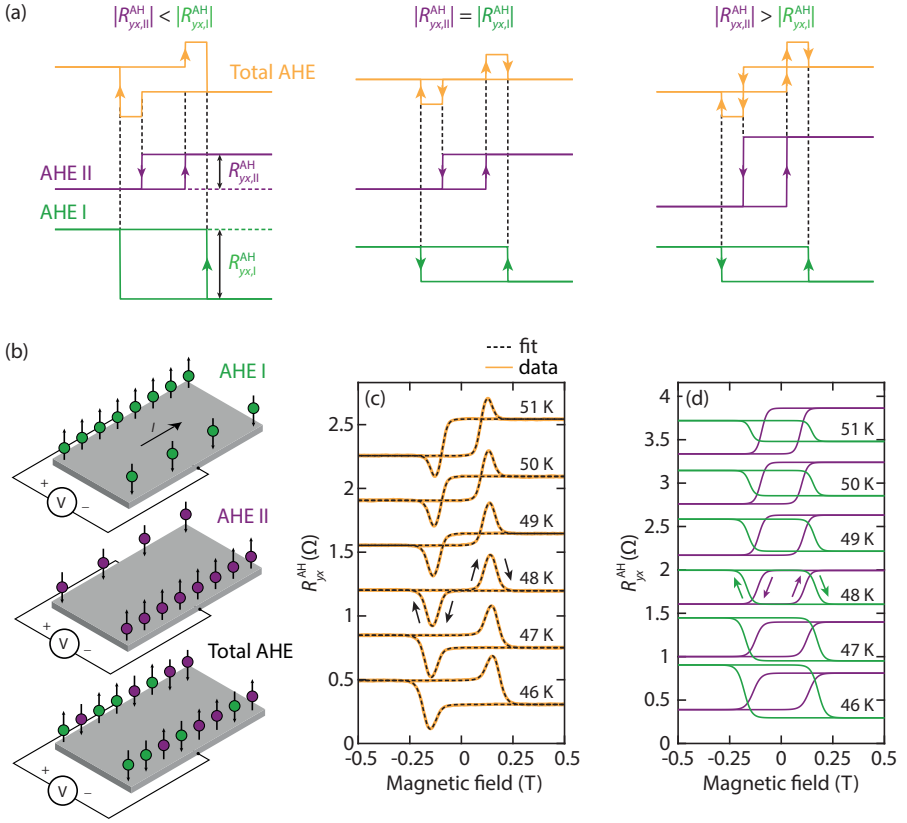 (a)
|R^AH_yx,II| < |R^AH_yx,I|
|R^AH_yx,II| = |R^AH_yx,I|
|R^AH_yx,II| > |R^AH_yx,I|
Total AHE
AHE II
R^AH_yx,II
AHE I
R^AH_yx,I
(b)
AHE I
I
+
V
−
AHE II
+
V
−
Total AHE
+
V
−
fit
data
(c)
51 K
50 K
49 K
48 K
47 K
46 K
2.5
2
1.5
1
0.5
0
R^AH_yx (Ω)
-0.5 -0.25 0 0.25 0.5
Magnetic field (T)
(d)
51 K
50 K
49 K
48 K
47 K
46 K
4
3.5
3
2.5
2
1.5
1
0.5
0
R^AH_yx (Ω)
-0.5 -0.25 0 0.25 0.5
Magnetic field (T)